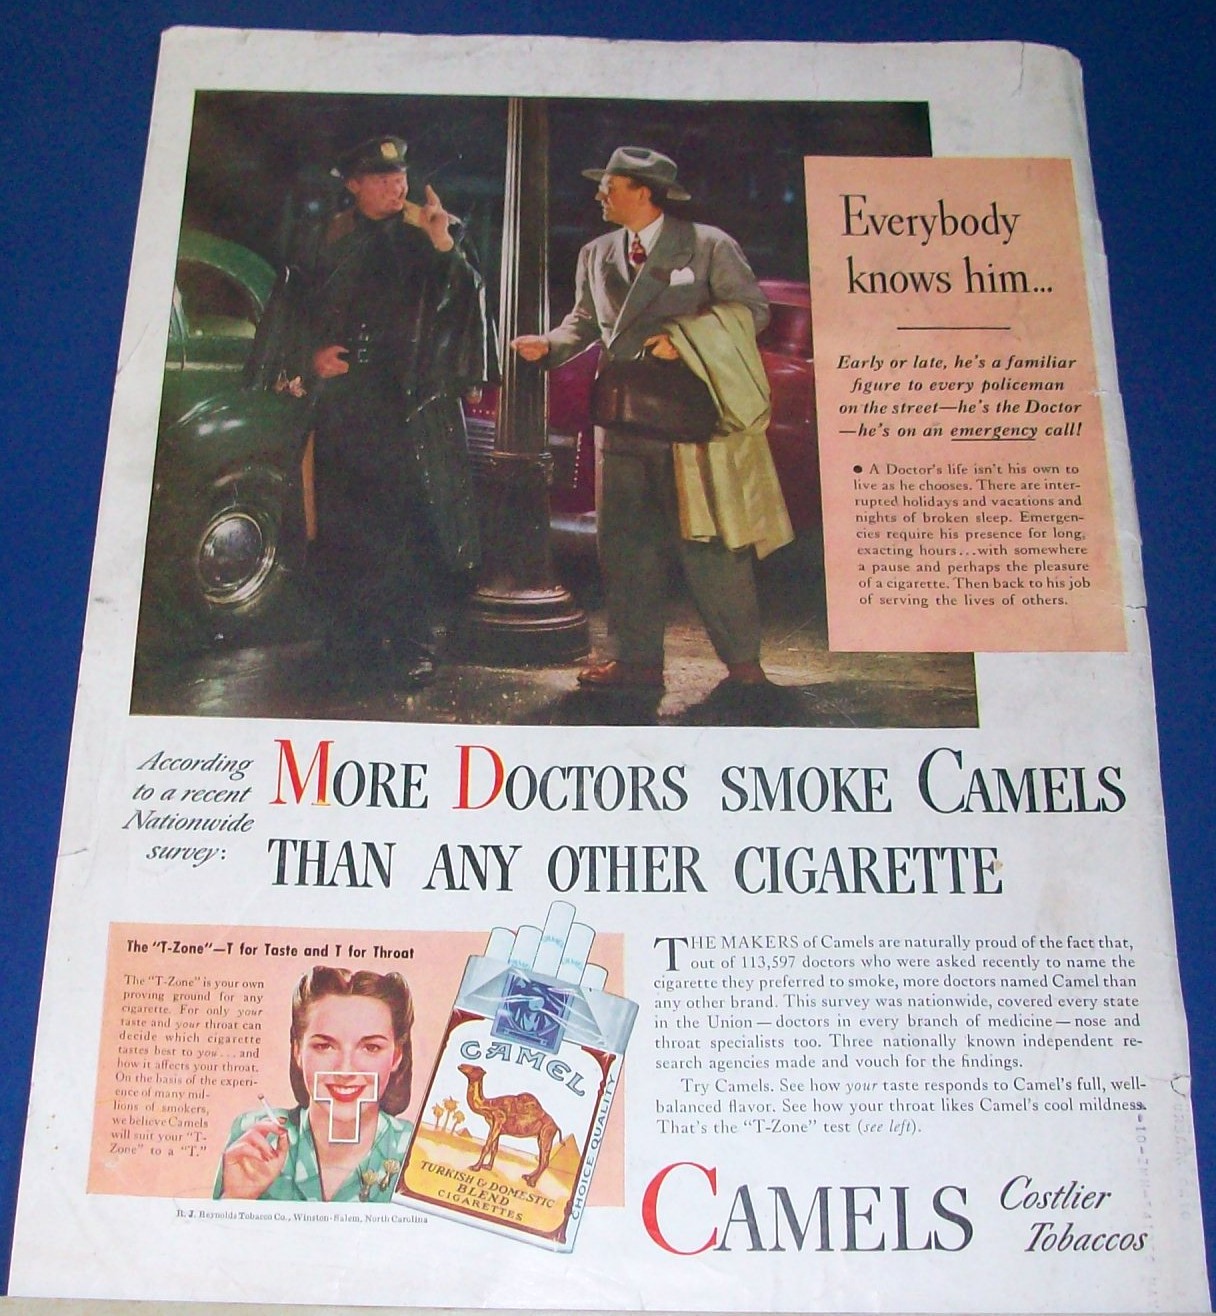 Everybody
knows him...
Early or late, he's a familiar
figure to every policeman
on the street—he's the Doctor
—he's on an emergency call!
● A Doctor's life isn't his own to
live as he chooses. There are inter-
rupted holidays and vacations and
nights of broken sleep. Emergen-
cies require his presence for long,
exacting hours...with somewhere
a pause and perhaps the pleasure
of a cigarette. Then back to his job
of serving the lives of others.
According
to a recent
Nationwide
survey:
MORE DOCTORS SMOKE CAMELS
THAN ANY OTHER CIGARETTE
The "T-Zone"—T for Taste and T for Throat
The "T-Zone" is your own
proving ground for any
cigarette. For only your
taste and your throat can
decide which cigarette
tastes best to you...and
how it affects your throat.
On the basis of the experi-
ence of many mil-
lions of smokers,
we believe Camels
will suit your "T-
Zone" to a "T."
T
CAMEL
CAMEL
CAMEL
TURKISH & DOMESTIC
BLEND
CIGARETTES
CHOICE QUALITY
R. J. Reynolds Tobacco Co., Winston-Salem, North Carolina
THE MAKERS of Camels are naturally proud of the fact that,
out of 113,597 doctors who were asked recently to name the
cigarette they preferred to smoke, more doctors named Camel than
any other brand. This survey was nationwide, covered every state
in the Union—doctors in every branch of medicine—nose and
throat specialists too. Three nationally known independent re-
search agencies made and vouch for the findings.
Try Camels. See how your taste responds to Camel's full, well-
balanced flavor. See how your throat likes Camel's cool mildness.
That's the "T-Zone" test (see left).
CAMELS
Costlier
Tobaccos